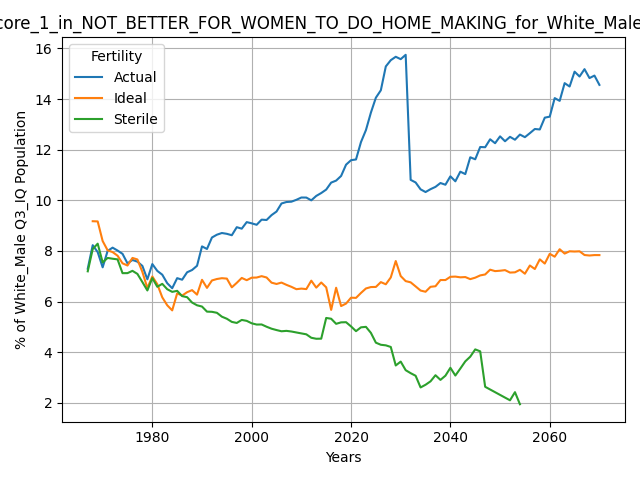 core_1_in_NOT_BETTER_FOR_WOMEN_TO_DO_HOME_MAKING_for_White_Male
Fertility
Actual
Ideal
Sterile
% of White_Male Q3_IQ Population
16
14
12
10
8
6
4
2
1980 2000 2020 2040 2060
Years